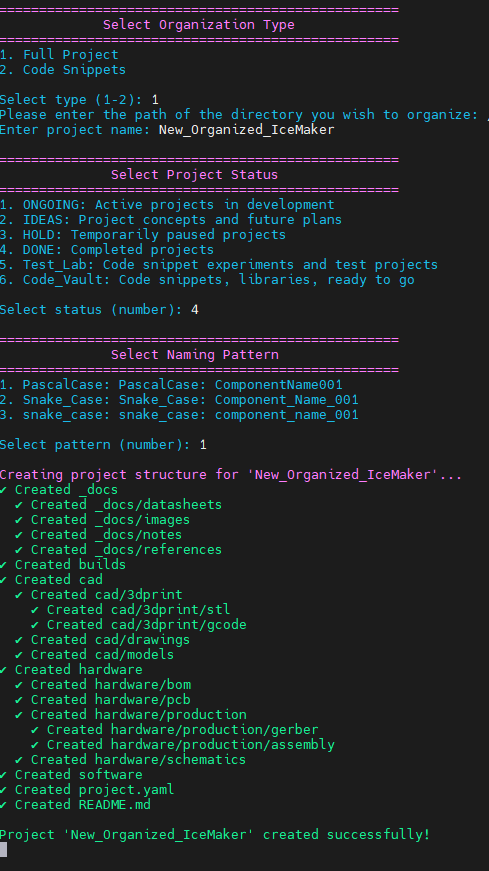 ==================================================
Select Organization Type
==================================================
1. Full Project
2. Code Snippets
Select type (1-2): 1
Please enter the path of the directory you wish to organize:
Enter project name: New_Organized_IceMaker
==================================================
Select Project Status
==================================================
1. ONGOING: Active projects in development
2. IDEAS: Project concepts and future plans
3. HOLD: Temporarily paused projects
4. DONE: Completed projects
5. Test_Lab: Code snippet experiments and test projects
6. Code_Vault: Code snippets, libraries, ready to go
Select status (number): 4
==================================================
Select Naming Pattern
==================================================
1. PascalCase: PascalCase: ComponentName001
2. Snake_Case: Snake_Case: Component_Name_001
3. snake_case: snake_case: component_name_001
Select pattern (number): 1
Creating project structure for 'New_Organized_IceMaker'...
✔ Created _docs
✔ Created _docs/datasheets
✔ Created _docs/images
✔ Created _docs/notes
✔ Created _docs/references
✔ Created builds
✔ Created cad
✔ Created cad/3dprint
✔ Created cad/3dprint/stl
✔ Created cad/3dprint/gcode
✔ Created cad/drawings
✔ Created cad/models
✔ Created hardware
✔ Created hardware/bom
✔ Created hardware/pcb
✔ Created hardware/production
✔ Created hardware/production/gerber
✔ Created hardware/production/assembly
✔ Created hardware/schematics
✔ Created software
✔ Created project.yaml
✔ Created README.md
Project 'New_Organized_IceMaker' created successfully!